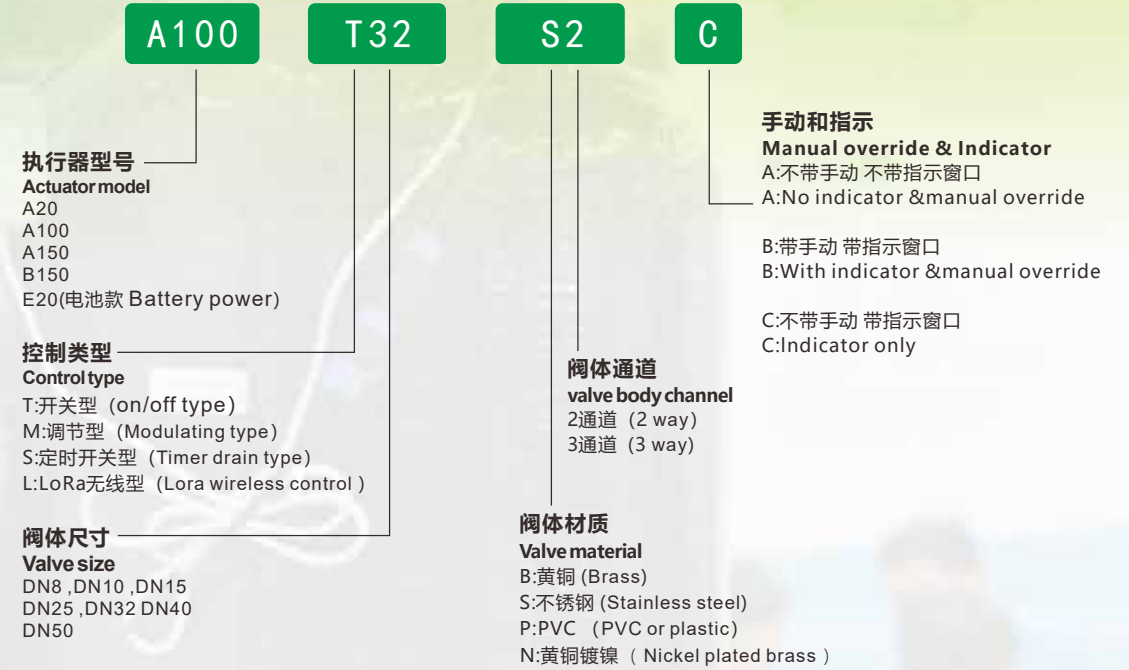 A100 T32 S2 C
执行器型号
Actuator model
A20
A100
A150
B150
E20(电池款 Battery power)
控制类型
Control type
T:开关型 (on/off type)
M:调节型 (Modulating type)
S:定时开关型 (Timer drain type)
L:LoRa无线型 (Lora wireless control )
阀体尺寸
Valve size
DN8 ,DN10 ,DN15
DN25 ,DN32 DN40
DN50
阀体通道
valve body channel
2通道 (2 way)
3通道 (3 way)
阀体材质
Valve material
B:黄铜 (Brass)
S:不锈钢 (Stainless steel)
P:PVC (PVC or plastic)
N:黄铜镀镍 ( Nickel plated brass )
手动和指示
Manual override & Indicator
A:不带手动 不带指示窗口
A:No indicator &manual override
B:带手动 带指示窗口
B:With indicator &manual override
C:不带手动 带指示窗口
C:Indicator only